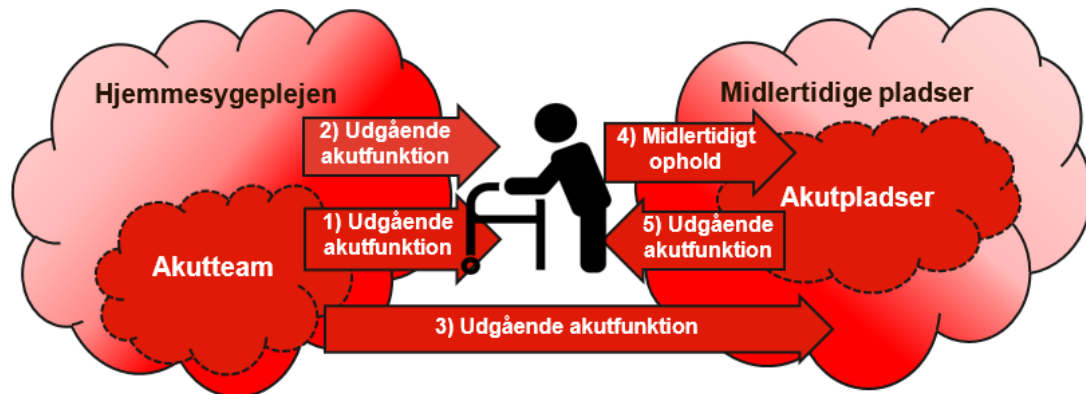 Hjemmesygeplejen
Midlertidige pladser
2) Udgående
akutfunktion
4) Midlertidigt
ophold
Akutpladser
1) Udgående
akutfunktion
5) Udgående
akutfunktion
Akutteam
3) Udgående akutfunktion